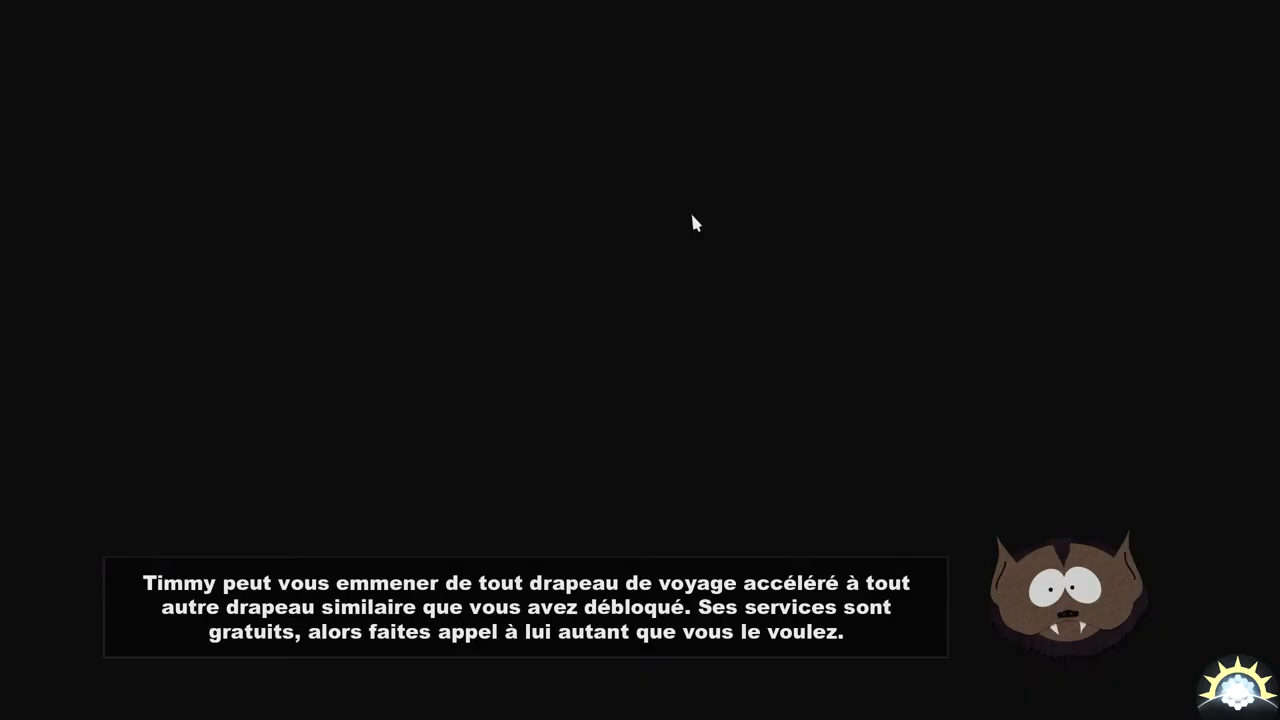 Timmy peut vous emmener de tout drapeau de voyage accéléré à tout
autre drapeau similaire que vous avez débloqué. Ses services sont
gratuits, alors faites appel à lui autant que vous le voulez.